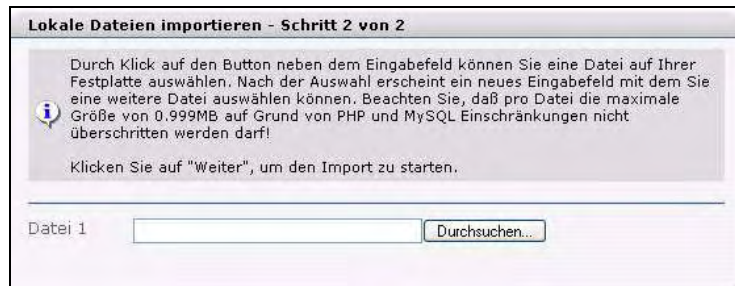 Lokale Dateien importieren - Schritt 2 von 2
Durch Klick auf den Button neben dem Eingabefeld können Sie eine Datei auf Ihrer
Festplatte auswählen. Nach der Auswahl erscheint ein neues Eingabefeld mit dem Sie
eine weitere Datei auswählen können. Beachten Sie, daß pro Datei die maximale
Größe von 0.999MB auf Grund von PHP und MySQL Einschränkungen nicht
überschritten werden darf!
Klicken Sie auf "Weiter", um den Import zu starten.
Datei 1 Durchsuchen...